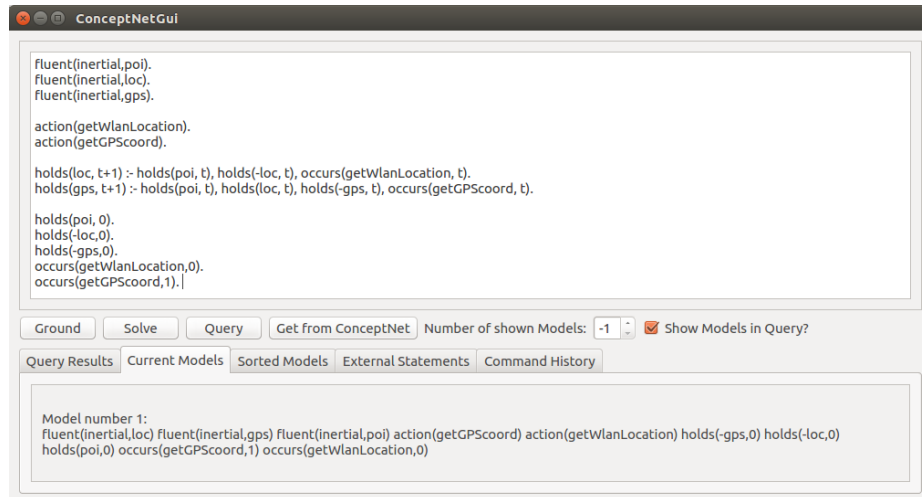 ConceptNetGui
fluent(inertial,poi).
fluent(inertial,loc).
fluent(inertial,gps).
action(getWlanLocation).
action(getGPScoord).
holds(loc, t+1) :- holds(poi, t), holds(-loc, t), occurs(getWlanLocation, t).
holds(gps, t+1) :- holds(poi, t), holds(loc, t), holds(-gps, t), occurs(getGPScoord, t).
holds(poi, 0).
holds(-loc,0).
holds(-gps,0).
occurs(getWlanLocation,0).
occurs(getGPScoord,1).
Ground Solve Query Get from ConceptNet Number of shown Models: -1 Show Models in Query?
Query Results Current Models Sorted Models External Statements Command History
Model number 1:
fluent(inertial,loc) fluent(inertial,gps) fluent(inertial,poi) action(getGPScoord) action(getWlanLocation) holds(-gps,0) holds(-loc,0)
holds(poi,0) occurs(getGPScoord,1) occurs(getWlanLocation,0)